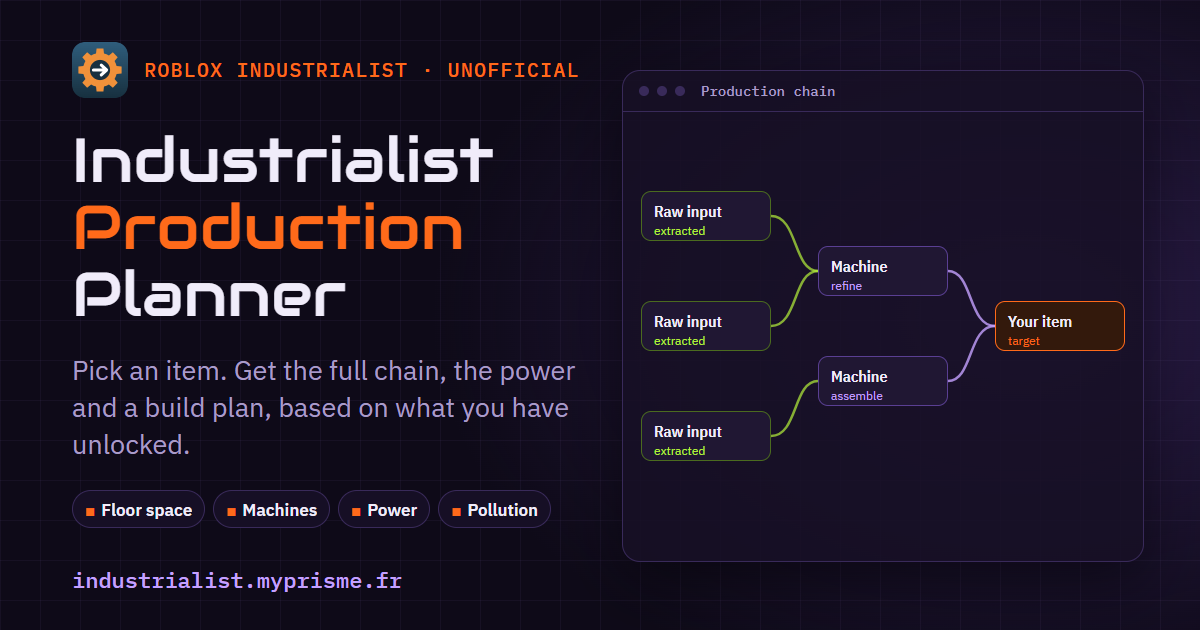 ROBLOX INDUSTRIALIST · UNOFFICIAL
Industrialist
Production
Planner
Pick an item. Get the full chain, the power
and a build plan, based on what you have
unlocked.
Floor space
Machines
Power
Pollution
industrialist.myprisme.fr
Production chain
Raw input
extracted
Raw input
extracted
Raw input
extracted
Machine
refine
Machine
assemble
Your item
target